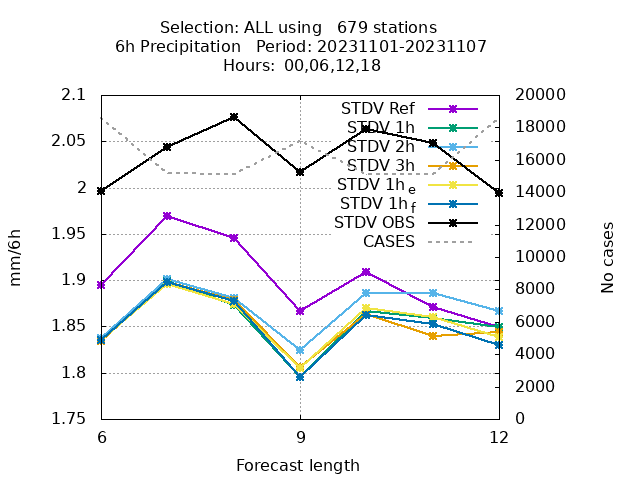 Selection: ALL using   679 stations
6h Precipitation   Period: 20231101-20231107
Hours: 00,06,12,18
2.1
2.05
2
1.95
1.9
1.85
1.8
1.75
20000
18000
16000
14000
12000
10000
8000
6000
4000
2000
0
STDV Ref
STDV 1h
STDV 2h
STDV 3h
STDV 1he
STDV 1hf
STDV OBS
CASES
mm/6h
No cases
6 9 12
Forecast length